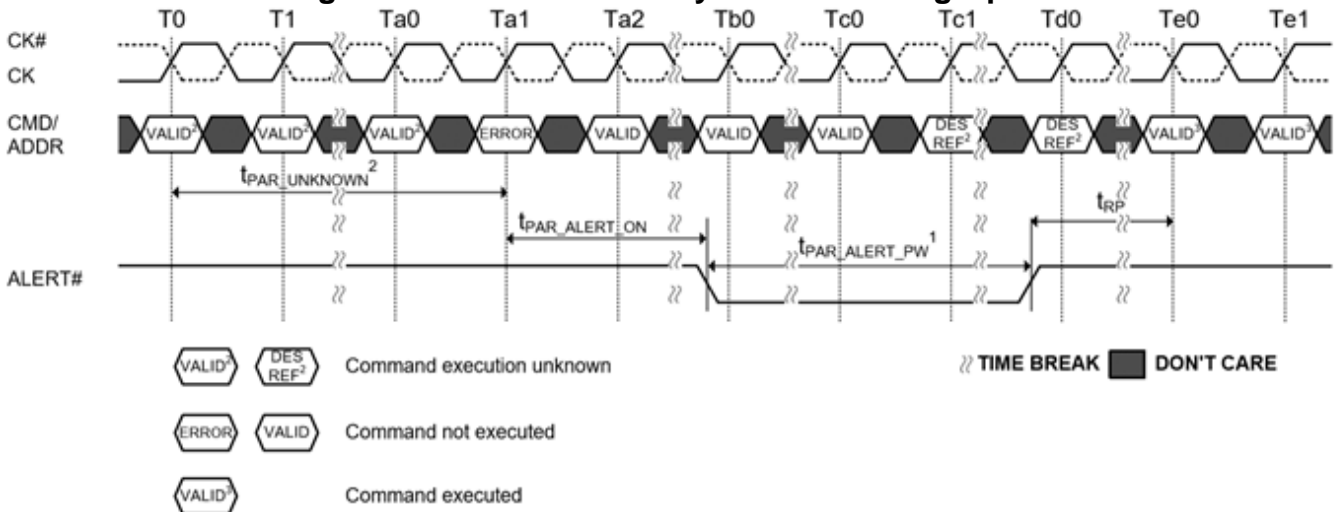 T0 T1 Ta0 Ta1 Ta2 Tb0 Tc0 Tc1 Td0 Te0 Te1
CK#
CK
CMD/
ADDR
VALID² VALID² VALID² ERROR VALID VALID VALID DES REF² DES REF² VALID³ VALID³
tPAR_UNKNOWN²
tPAR_ALERT_ON
tPAR_ALERT_PW¹
tRP
ALERT#
VALID² DES REF² Command execution unknown
TIME BREAK DON'T CARE
ERROR VALID Command not executed
VALID³ Command executed